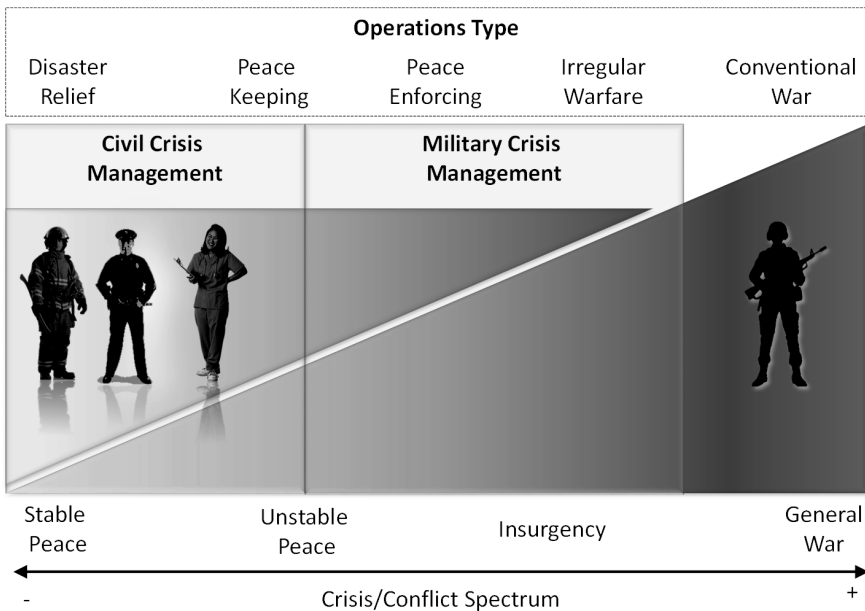 Operations Type
Disaster
Relief
Peace
Keeping
Peace
Enforcing
Irregular
Warfare
Conventional
War
Civil Crisis
Management
Military Crisis
Management
Stable
Peace
Unstable
Peace
Insurgency
General
War
-
Crisis/Conflict Spectrum
+